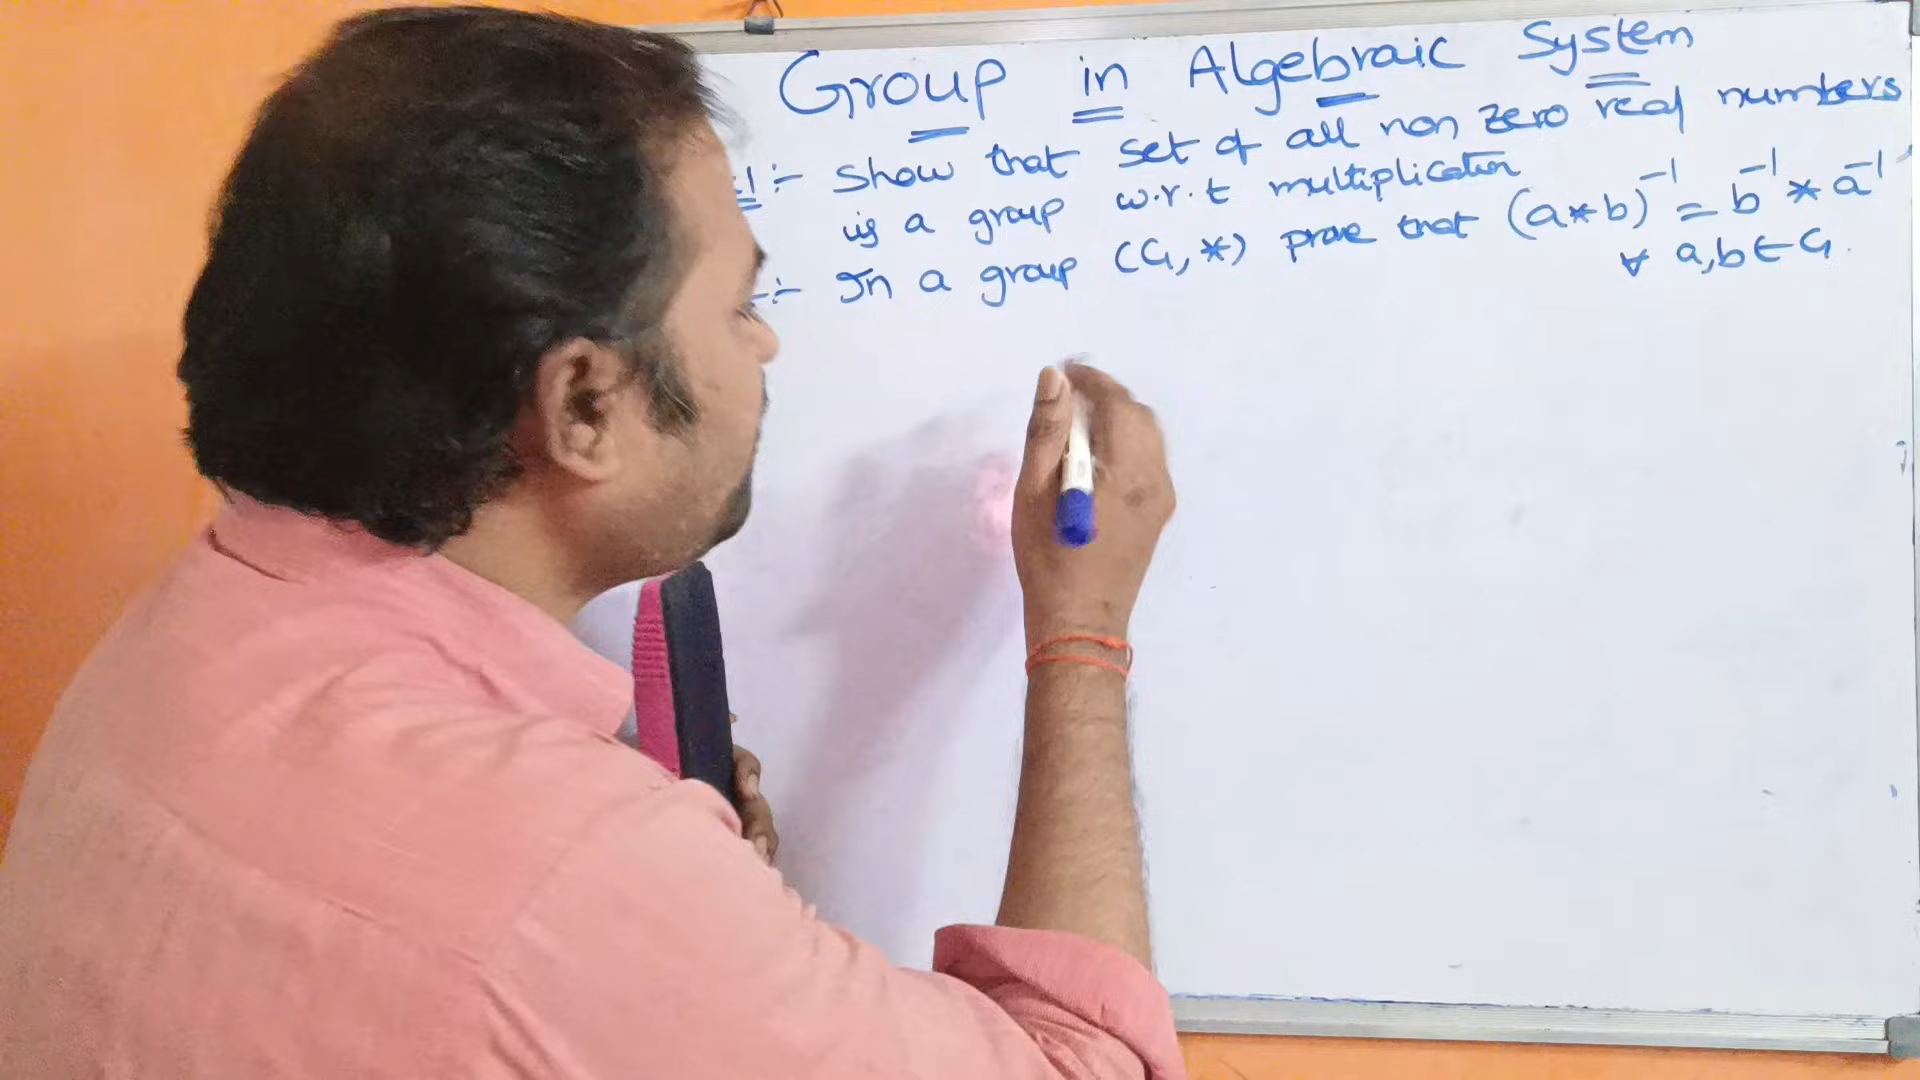 Group in Algebraic System
1:- Show that set of all non zero real numbers
is a group w.r.t multiplication
:- In a group (G, *) prove that (a*b)⁻¹ = b⁻¹ * a⁻¹
∀ a,b ∈ G.